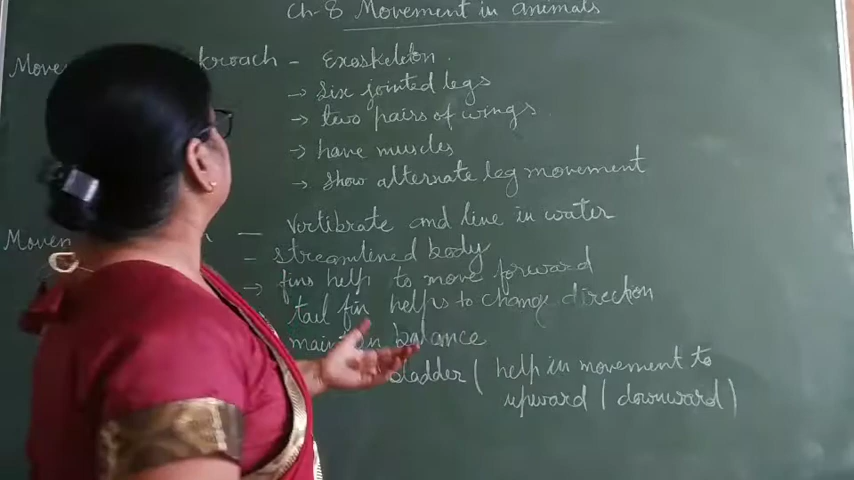 Ch-8 Movement in Animals
Move kroach - Exoskeleton.
→ Six jointed legs
→ two pairs of wings
→ have muscles
→ show alternate leg movement
Movem — vertibrate and live in water
- streamlined body
→ fins help to move forward
tail fin helps to change direction
maintain balance
bladder ( help in movement to
upward | downward )